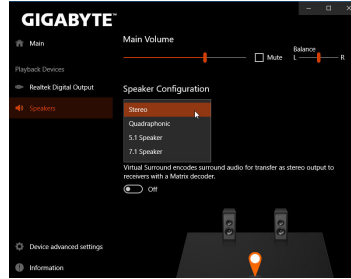 GIGABYTE™
Main
Playback Devices
Realtek Digital Output
Speakers
Device advanced settings
Information
Main Volume
Mute
Balance
L R
Speaker Configuration
Stereo
Quadraphonic
5.1 Speaker
7.1 Speaker
Virtual Surround encodes surround audio for transfer as stereo output to
receivers with a Matrix decoder.
Off